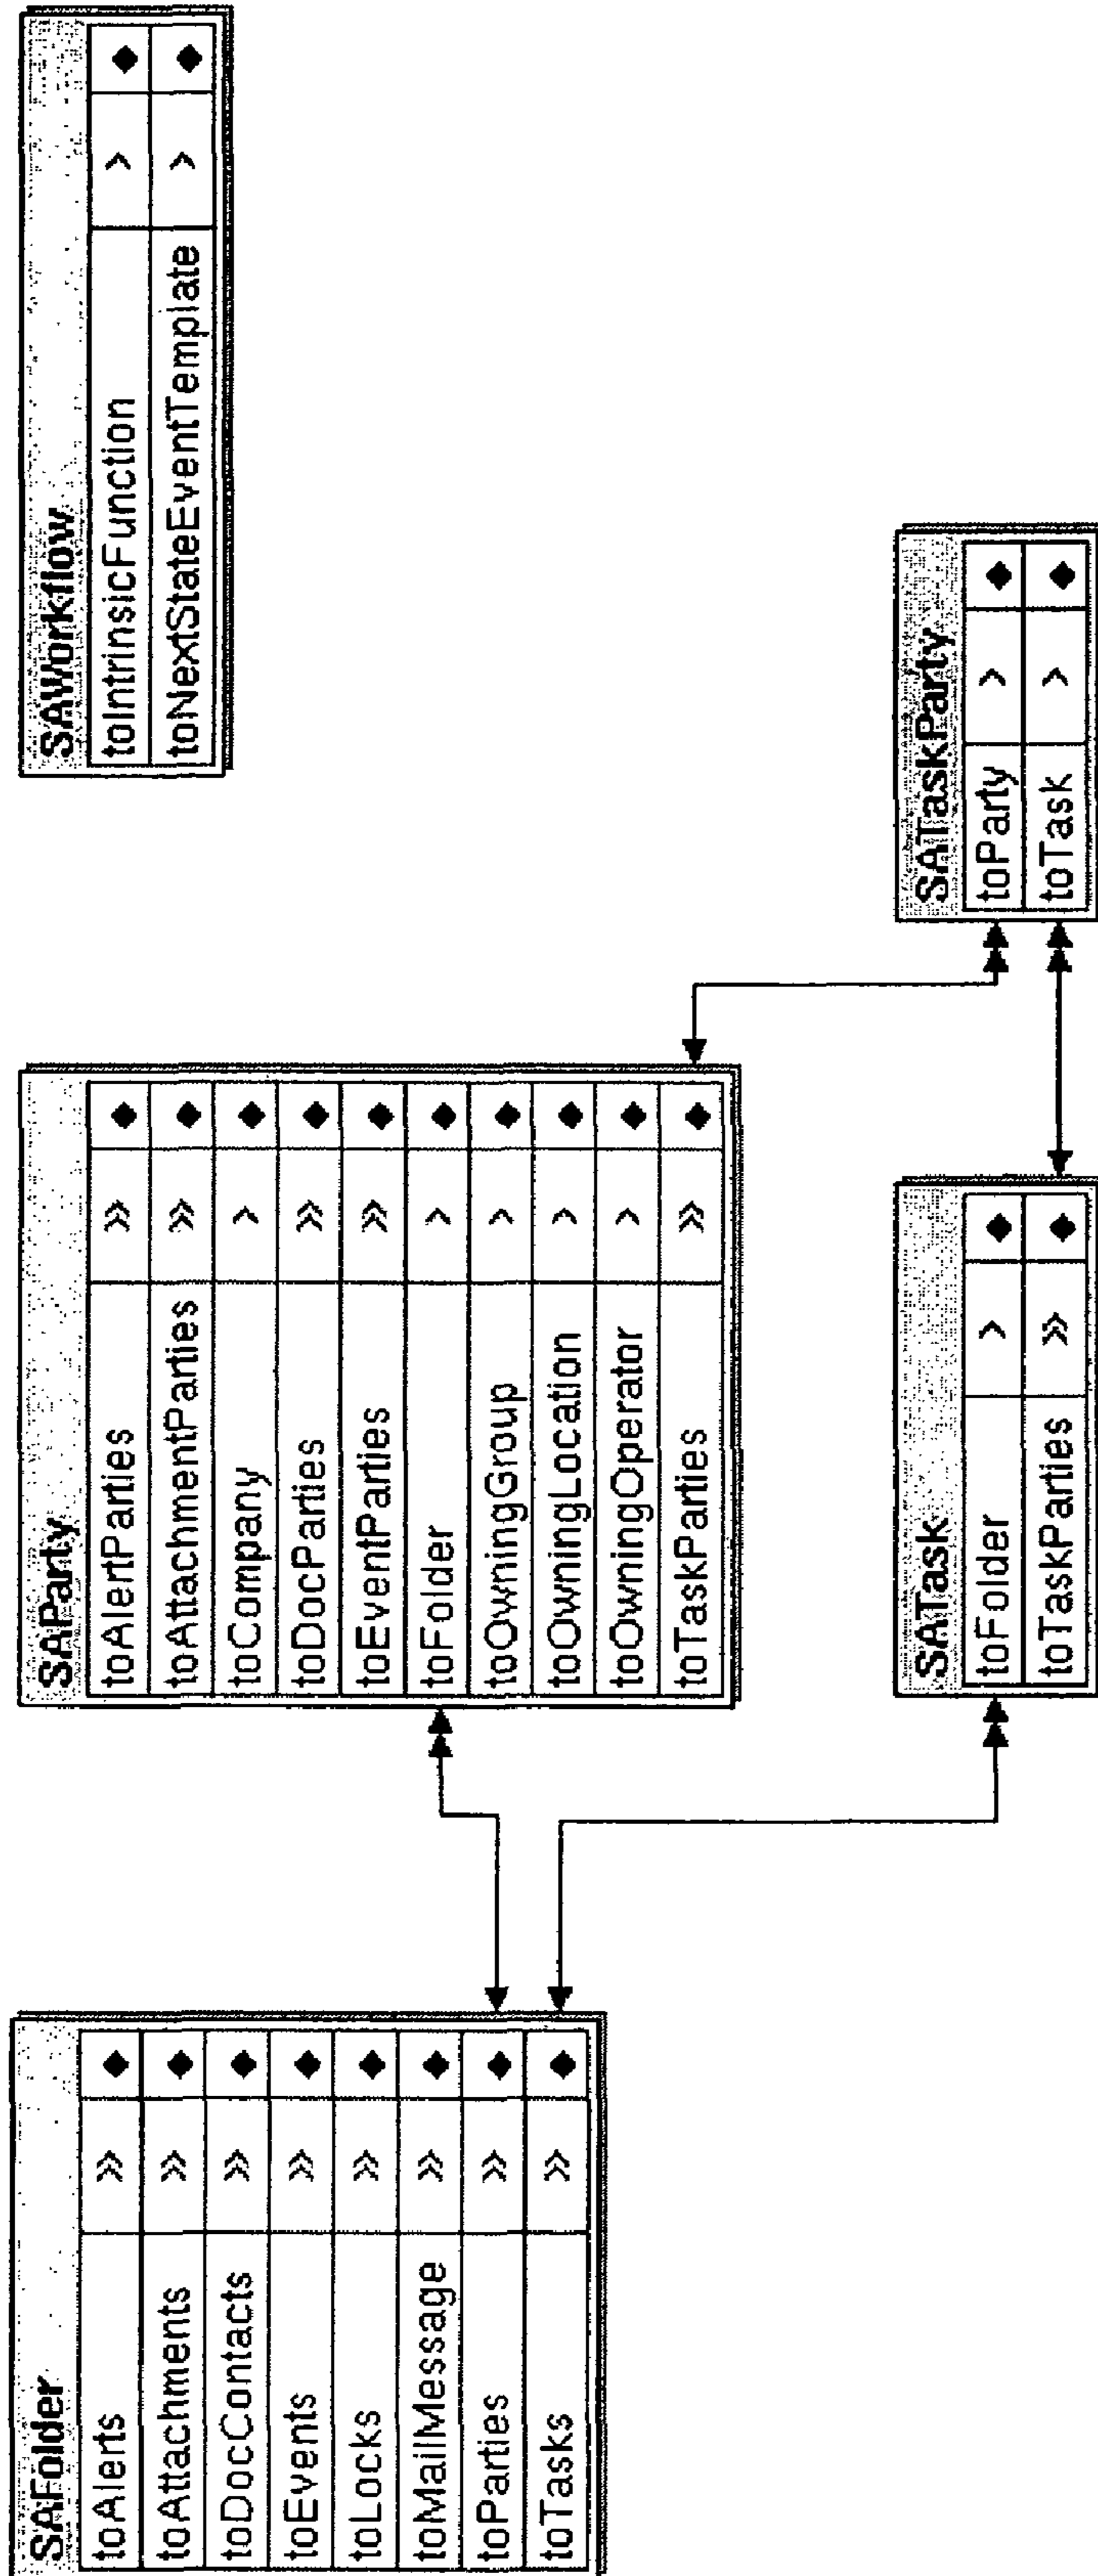 SAFolder
toAlerts >>
toAttachments >>
toDocContacts >>
toEvents >>
toLocks >>
toMailMessage >>
toParties >>
toTasks >>
SAParty
toAlertParties >>
toAttachmentParties >>
toCompany >
toDocParties >>
toEventParties >>
toFolder >
toOwningGroup >
toOwningLocation >
toOwningOperator >
toTaskParties >>
SAWorkflow
toIntrinsicFunction >
toNextStateEventTemplate >
SATask
toFolder >
toTaskParties >>
SATaskParty
toParty >
toTask >